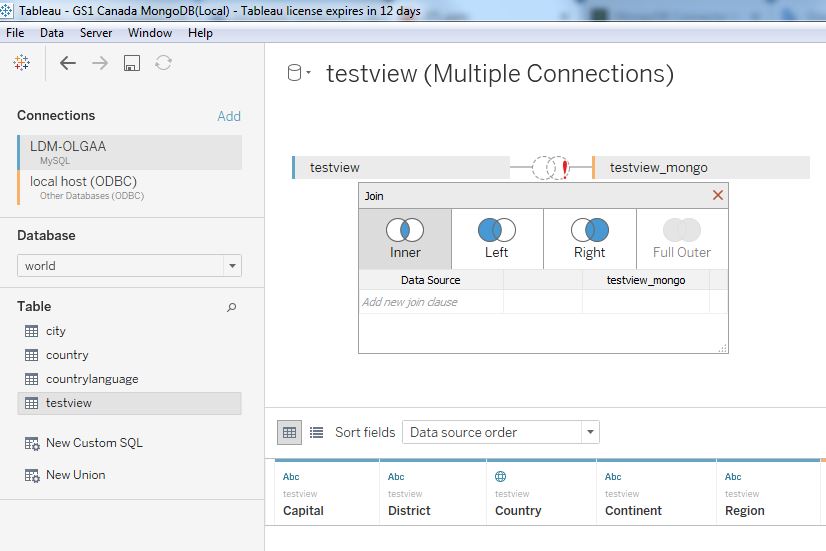 Tableau - GS1 Canada MongoDB(Local) - Tableau license expires in 12 days
File Data Server Window Help
testview (Multiple Connections)
Connections Add
LDM-OLGAA
MySQL
local host (ODBC)
Other Databases (ODBC)
Database
world
Table
city
country
countrylanguage
testview
New Custom SQL
New Union
testview testview_mongo
Join
Inner Left Right Full Outer
Data Source testview_mongo
Add new join clause
Sort fields Data source order
Abc Abc Abc Abc
testview testview testview testview testview
Capital District Country Continent Region